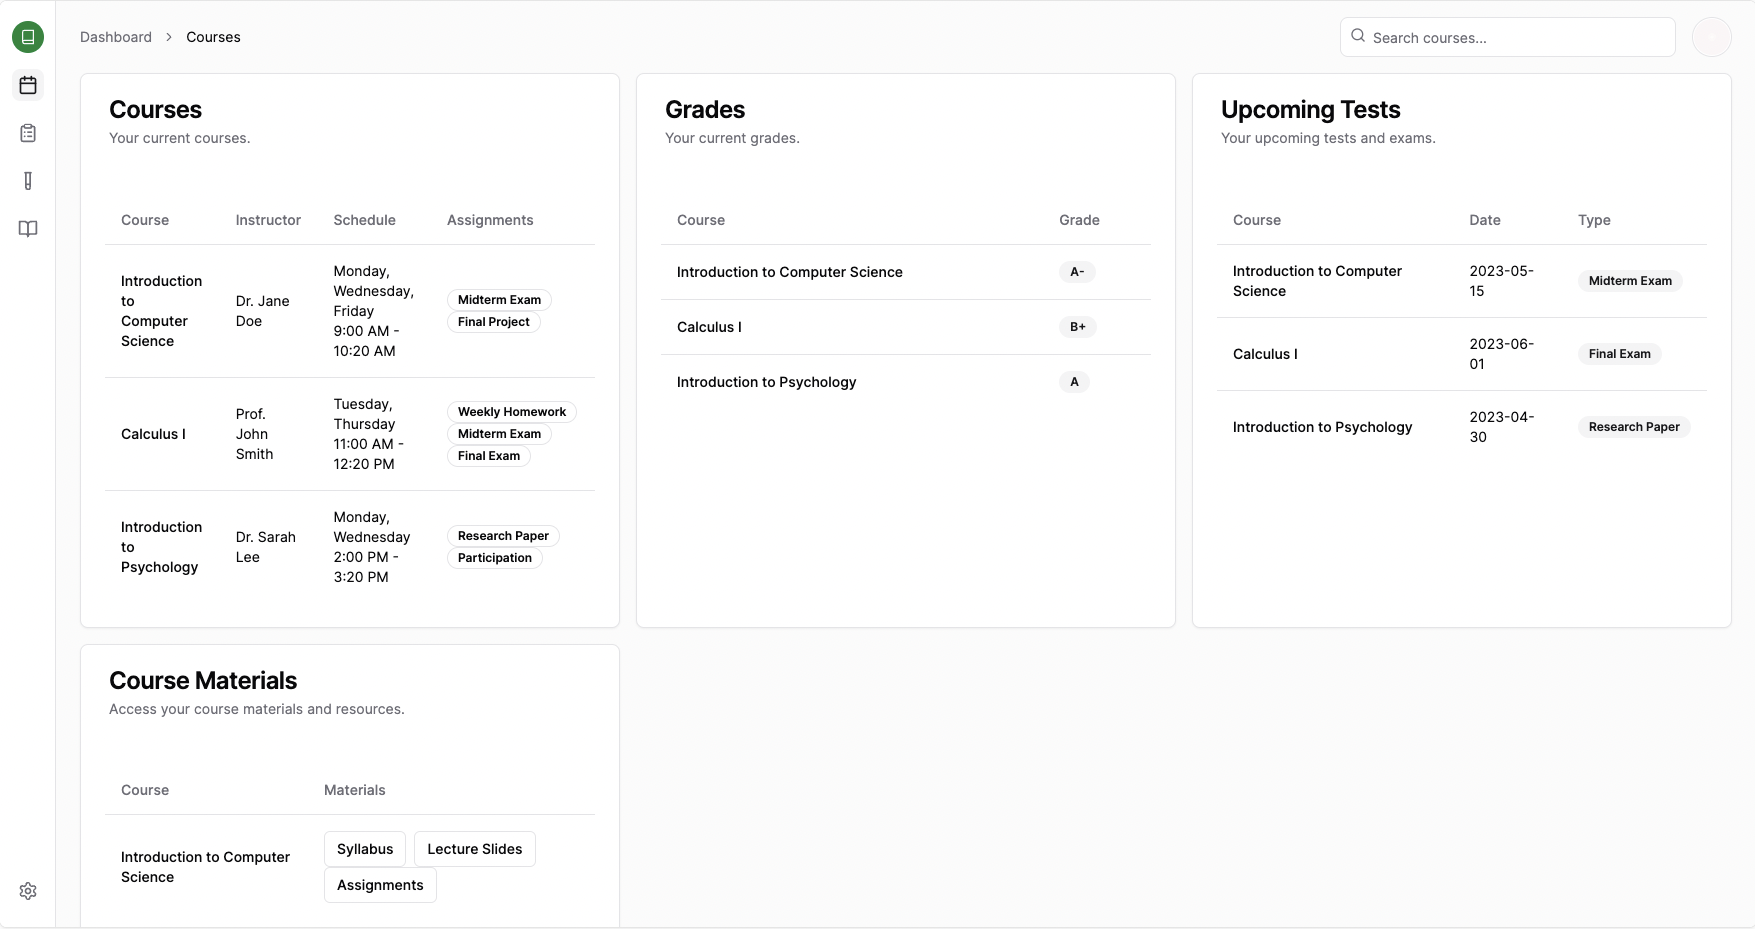 Dashboard > Courses
Search courses...
Courses
Your current courses.
Course Instructor Schedule Assignments
Introduction
to
Computer
Science
Dr. Jane
Doe
Monday,
Wednesday,
Friday
9:00 AM -
10:20 AM
Midterm Exam
Final Project
Calculus I
Prof.
John
Smith
Tuesday,
Thursday
11:00 AM -
12:20 PM
Weekly Homework
Midterm Exam
Final Exam
Introduction
to
Psychology
Dr. Sarah
Lee
Monday,
Wednesday
2:00 PM -
3:20 PM
Research Paper
Participation
Grades
Your current grades.
Course Grade
Introduction to Computer Science A-
Calculus I B+
Introduction to Psychology A
Upcoming Tests
Your upcoming tests and exams.
Course Date Type
Introduction to Computer
Science
2023-05-
15
Midterm Exam
Calculus I
2023-06-
01
Final Exam
Introduction to Psychology
2023-04-
30
Research Paper
Course Materials
Access your course materials and resources.
Course Materials
Introduction to Computer
Science
Syllabus Lecture Slides
Assignments